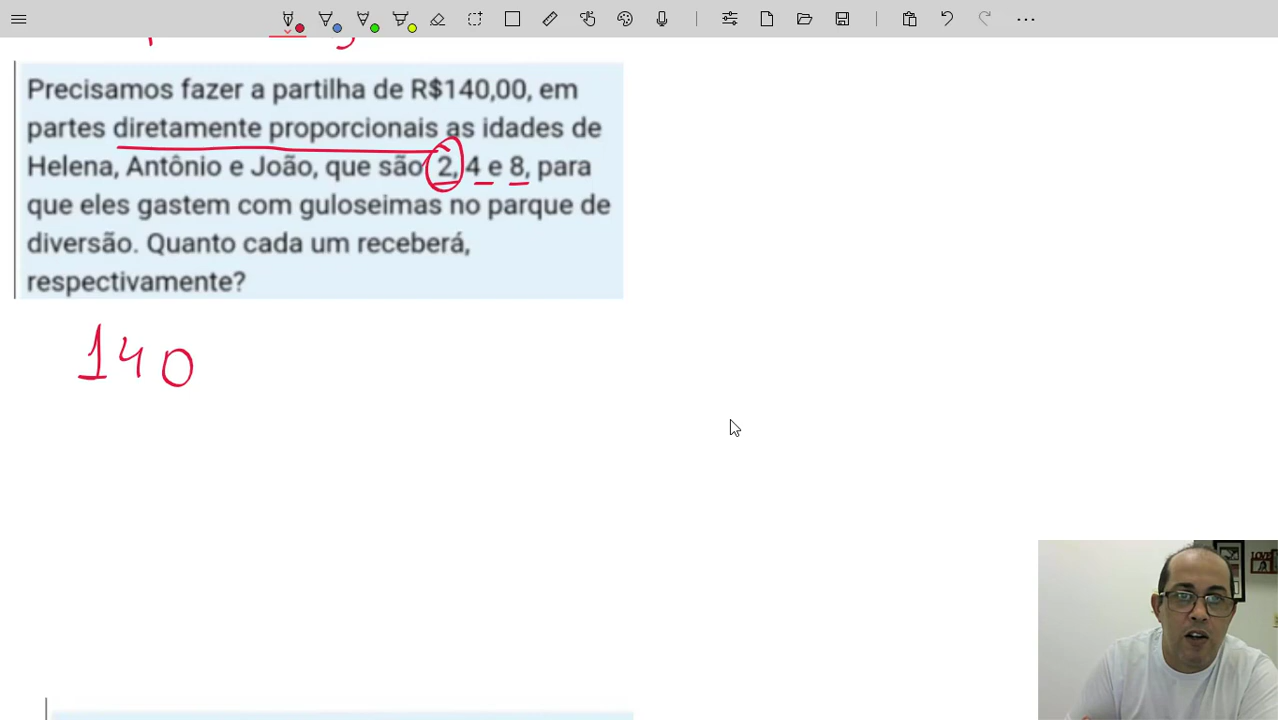 Precisamos fazer a partilha de R$140,00, em
partes diretamente proporcionais as idades de
Helena, Antônio e João, que são 2, 4 e 8, para
que eles gastem com guloseimas no parque de
diversão. Quanto cada um receberá,
respectivamente?
140